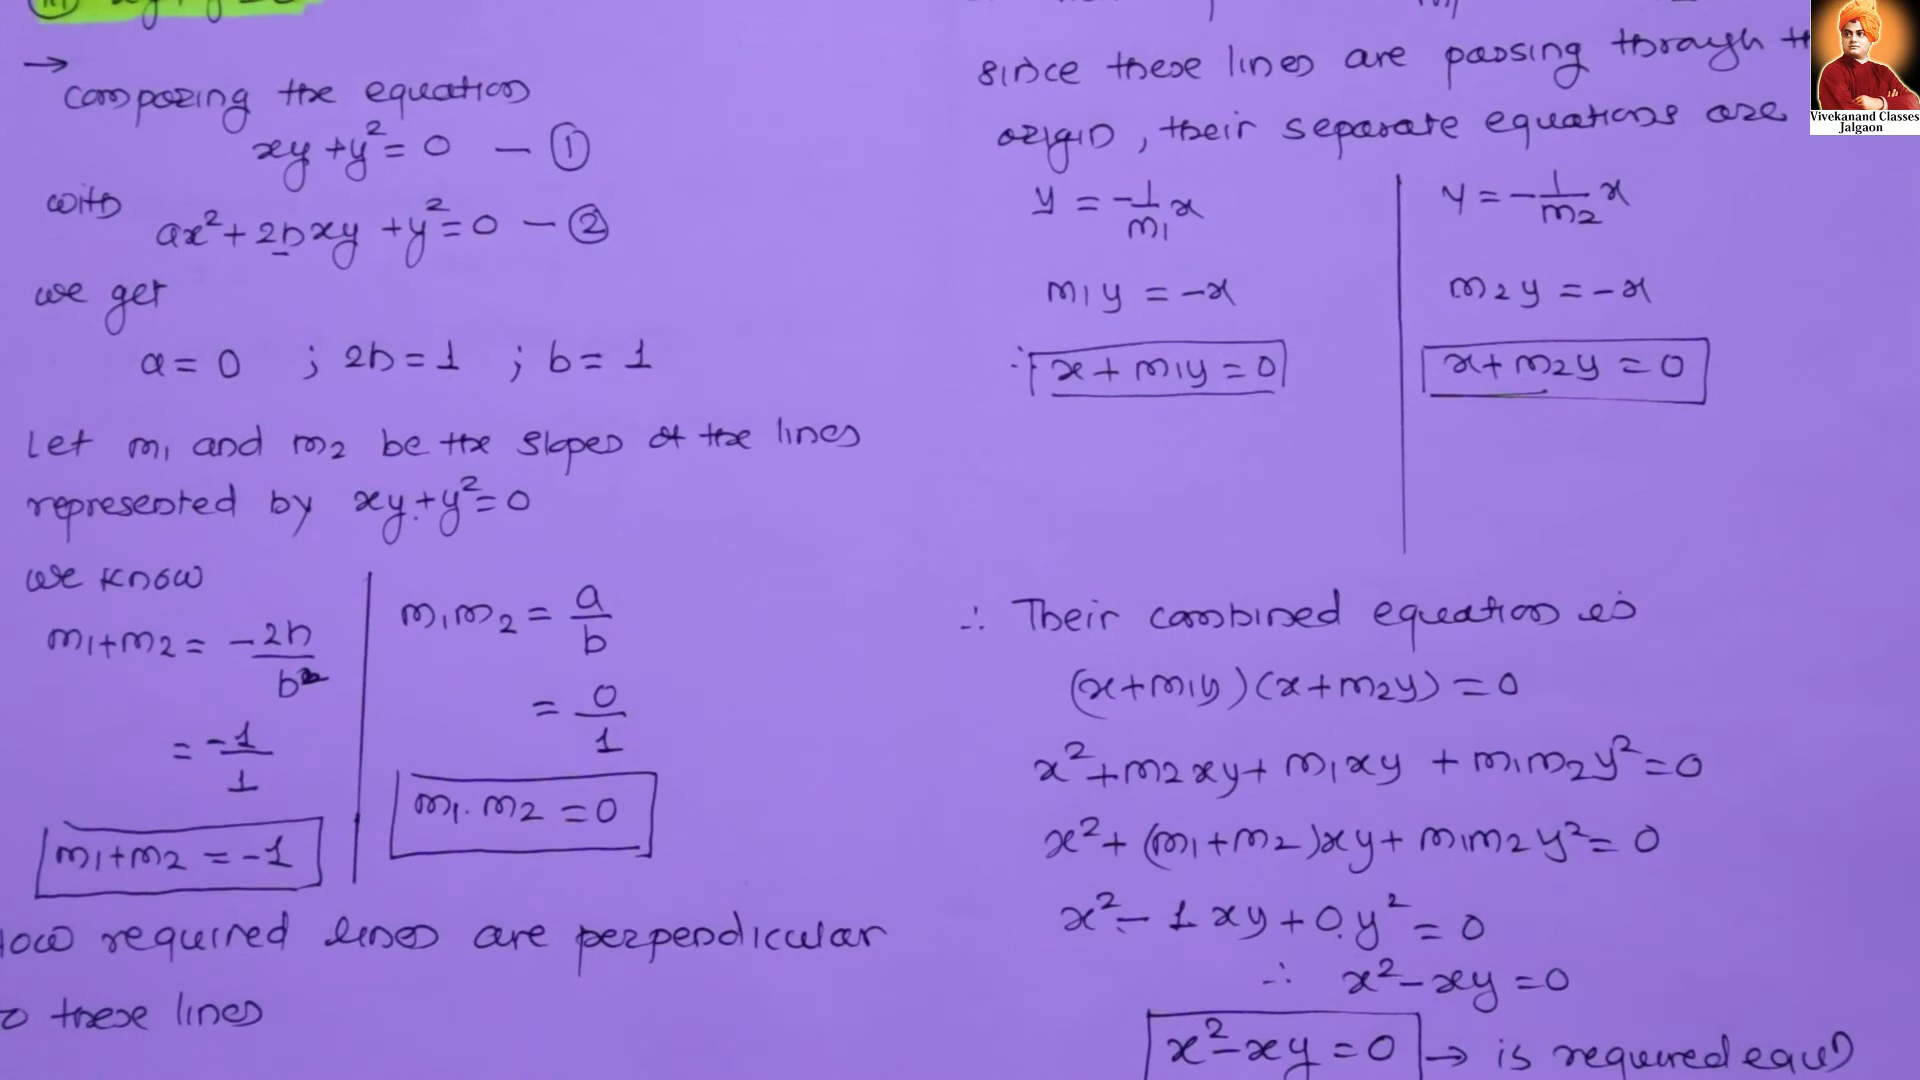 →
comparing the equation
xy + y² = 0 — ①
with
ax² + 2hxy + y² = 0 — ②
we get
a = 0 ; 2h = 1 ; b = 1
Let m₁ and m₂ be the slopes of the lines
represented by xy + y² = 0
we know
m₁+m₂ = -2h/b
= -1/1
m₁+m₂ = -1
m₁m₂ = a/b
= 0/1
m₁.m₂ = 0
required lines are perpendicular
these lines
since these lines are passing through
origin, their separate equations are
y = -1/m₁ x
m₁y = -x
∴ x + m₁y = 0
y = -1/m₂ x
m₂y = -x
x + m₂y = 0
∴ Their combined equation is
(x+m₁y)(x+m₂y) = 0
x² + m₂xy + m₁xy + m₁m₂y² = 0
x² + (m₁+m₂)xy + m₁m₂y² = 0
x² - 1xy + 0.y² = 0
∴ x² - xy = 0
x² - xy = 0 → is required
Vivekanand Classes
Jalgaon